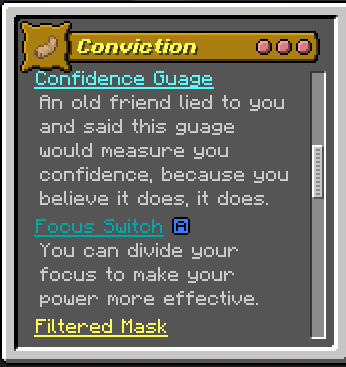 Conviction
Confidence Guage
An old friend lied to you
and said this guage
would measure you
confidence, because you
believe it does, it does.
Focus Switch A
You can divide your
focus to make your
power more effective.
Filtered Mask